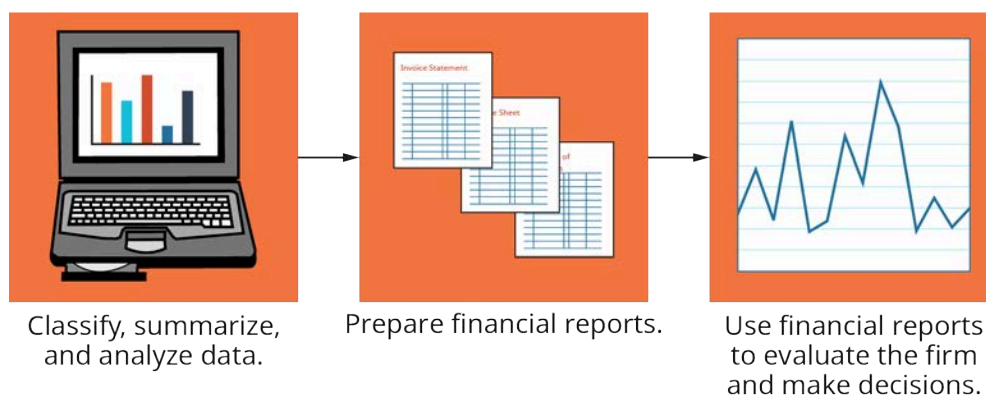 Invoice Statement
Sheet
of
Classify, summarize,
and analyze data.
Prepare financial reports.
Use financial reports
to evaluate the firm
and make decisions.